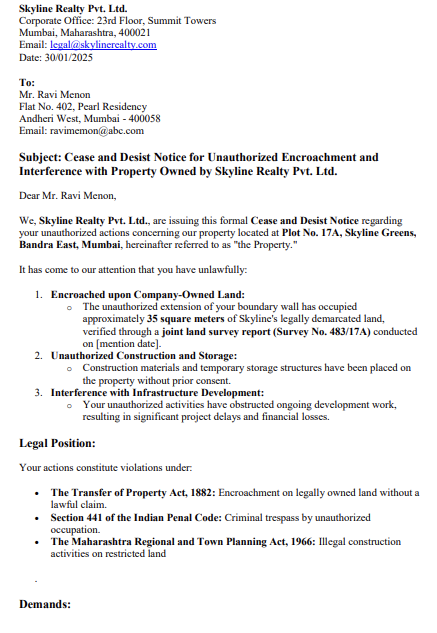 Skyline Realty Pvt. Ltd.
Corporate Office: 23rd Floor, Summit Towers
Mumbai, Maharashtra, 400021
Email: legal@skylinerealty.com
Date: 30/01/2025
To:
Mr. Ravi Menon
Flat No. 402, Pearl Residency
Andheri West, Mumbai - 400058
Email: ravimemon@abc.com
Subject: Cease and Desist Notice for Unauthorized Encroachment and
Interference with Property Owned by Skyline Realty Pvt. Ltd.
Dear Mr. Ravi Menon,
We, Skyline Realty Pvt. Ltd., are issuing this formal Cease and Desist Notice regarding
your unauthorized actions concerning our property located at Plot No. 17A, Skyline Greens,
Bandra East, Mumbai, hereinafter referred to as "the Property."
It has come to our attention that you have unlawfully:
1. Encroached upon Company-Owned Land:
o The unauthorized extension of your boundary wall has occupied
approximately 35 square meters of Skyline's legally demarcated land,
verified through a joint land survey report (Survey No. 483/17A) conducted
on [mention date].
2. Unauthorized Construction and Storage:
o Construction materials and temporary storage structures have been placed on
the property without prior consent.
3. Interference with Infrastructure Development:
o Your unauthorized activities have obstructed ongoing development work,
resulting in significant project delays and financial losses.
Legal Position:
Your actions constitute violations under:
• The Transfer of Property Act, 1882: Encroachment on legally owned land without a
lawful claim.
• Section 441 of the Indian Penal Code: Criminal trespass by unauthorized
occupation.
• The Maharashtra Regional and Town Planning Act, 1966: Illegal construction
activities on restricted land
.
Demands: